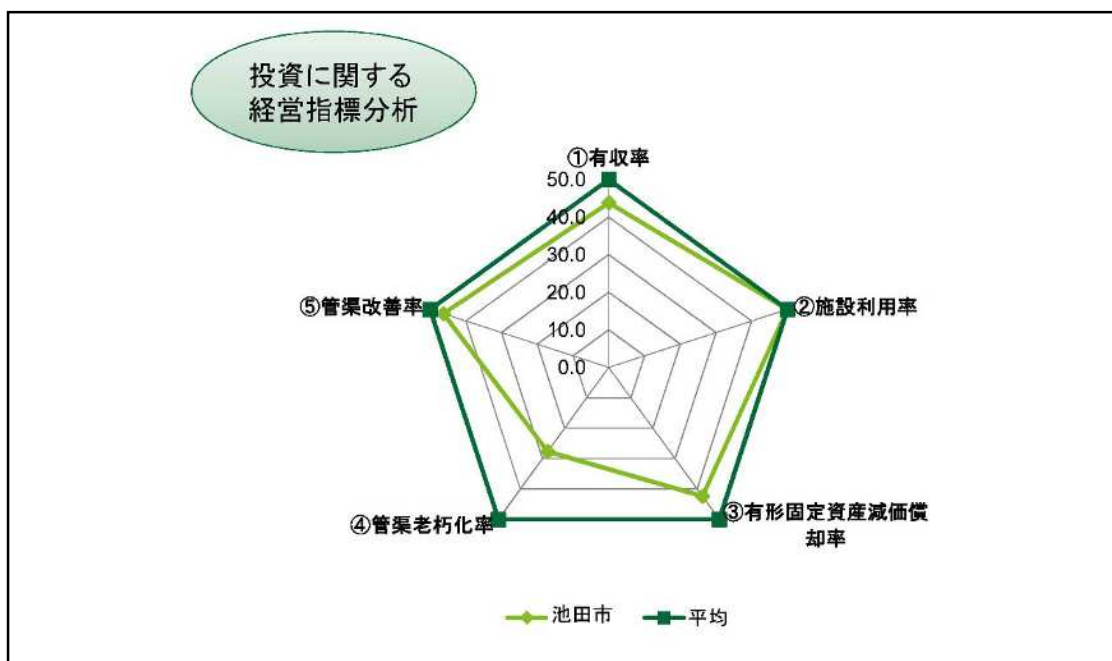 投資に関する
経営指標分析
①有収率
50.0
40.0
30.0
20.0
10.0
0.0
②施設利用率
③有形固定資産減価償
却率
④管渠老朽化率
⑤管渠改善率
池田市
平均